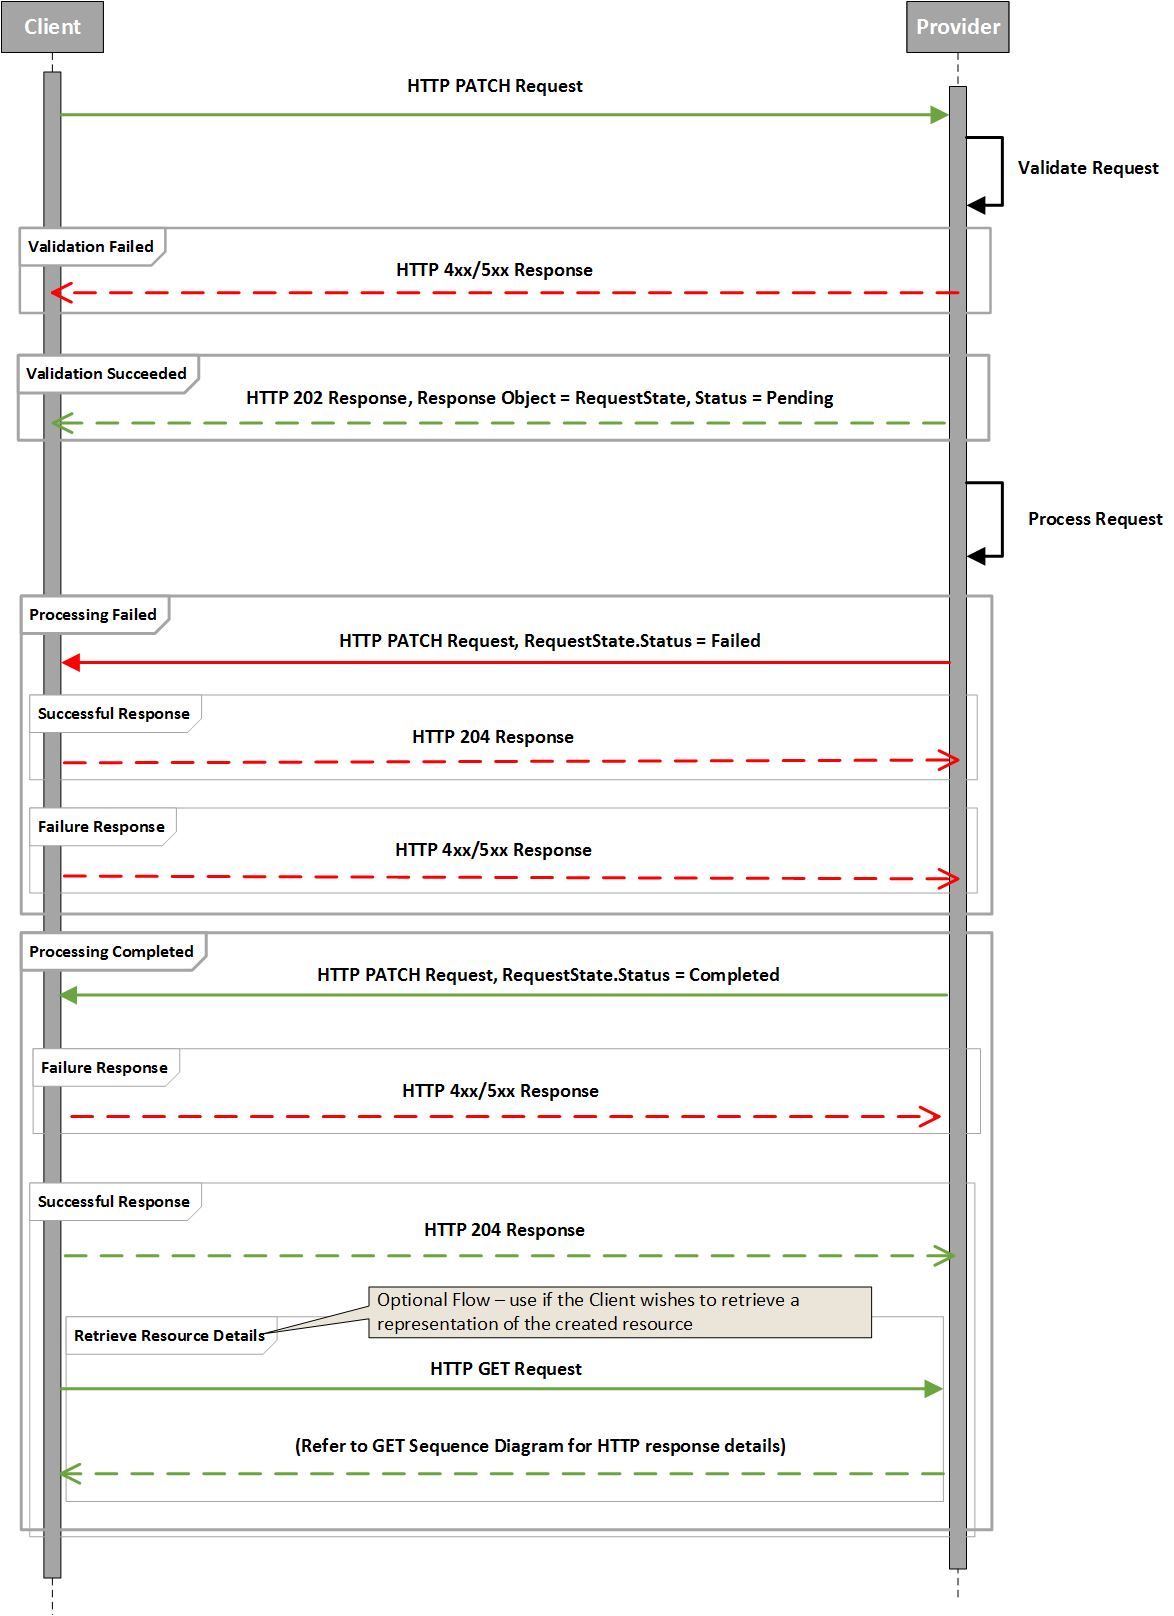 Client
Provider
HTTP PATCH Request
Validate Request
Validation Failed
HTTP 4xx/5xx Response
Validation Succeeded
HTTP 202 Response, Response Object = RequestState, Status = Pending
Process Request
Processing Failed
HTTP PATCH Request, RequestState.Status = Failed
Successful Response
HTTP 204 Response
Failure Response
HTTP 4xx/5xx Response
Processing Completed
HTTP PATCH Request, RequestState.Status = Completed
Failure Response
HTTP 4xx/5xx Response
Successful Response
HTTP 204 Response
Optional Flow – use if the Client wishes to retrieve a
representation of the created resource
Retrieve Resource Details
HTTP GET Request
(Refer to GET Sequence Diagram for HTTP response details)